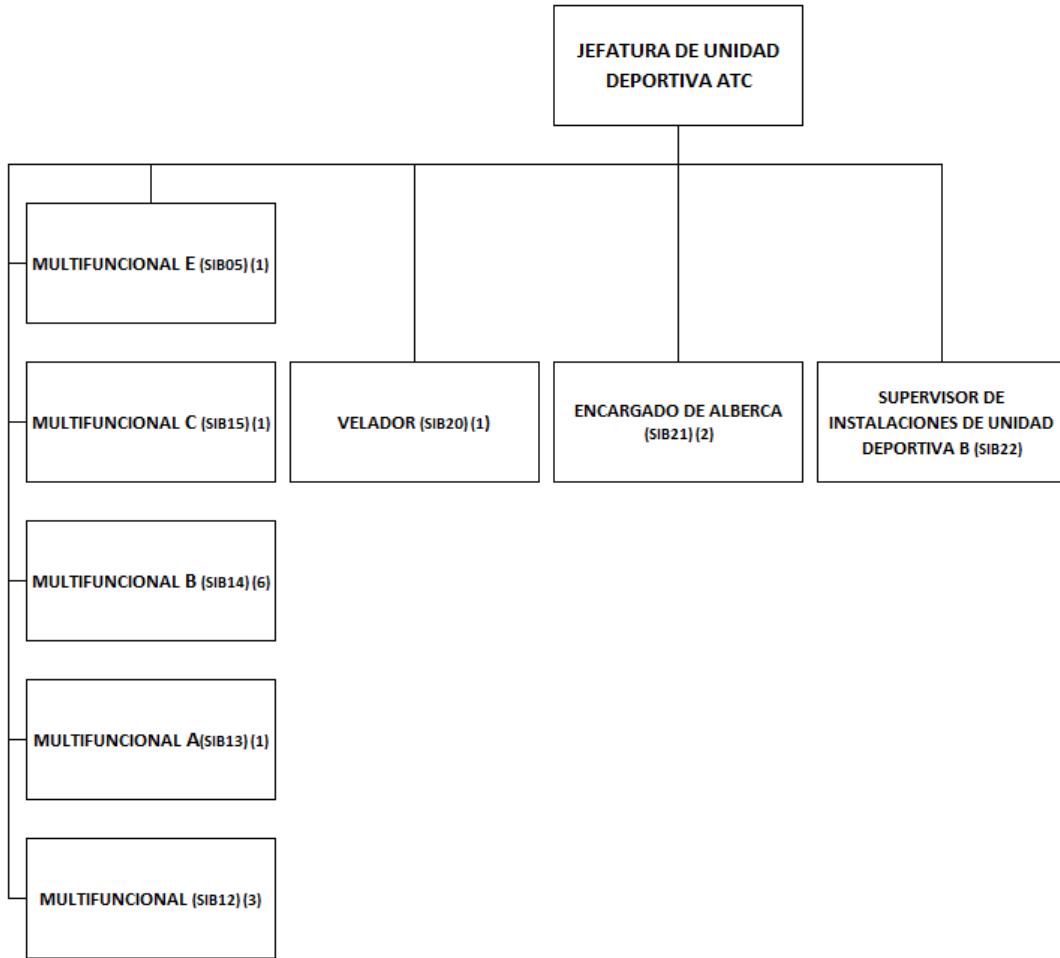 JEFATURA DE UNIDAD
DEPORTIVA ATC
MULTIFUNCIONAL E (SIB05) (1)
MULTIFUNCIONAL C (SIB15) (1)
VELADOR (SIB20) (1)
ENCARGADO DE ALBERCA
(SIB21) (2)
SUPERVISOR DE
INSTALACIONES DE UNIDAD
DEPORTIVA B (SIB22)
MULTIFUNCIONAL B (SIB14) (6)
MULTIFUNCIONAL A(SIB13) (1)
MULTIFUNCIONAL (SIB12) (3)